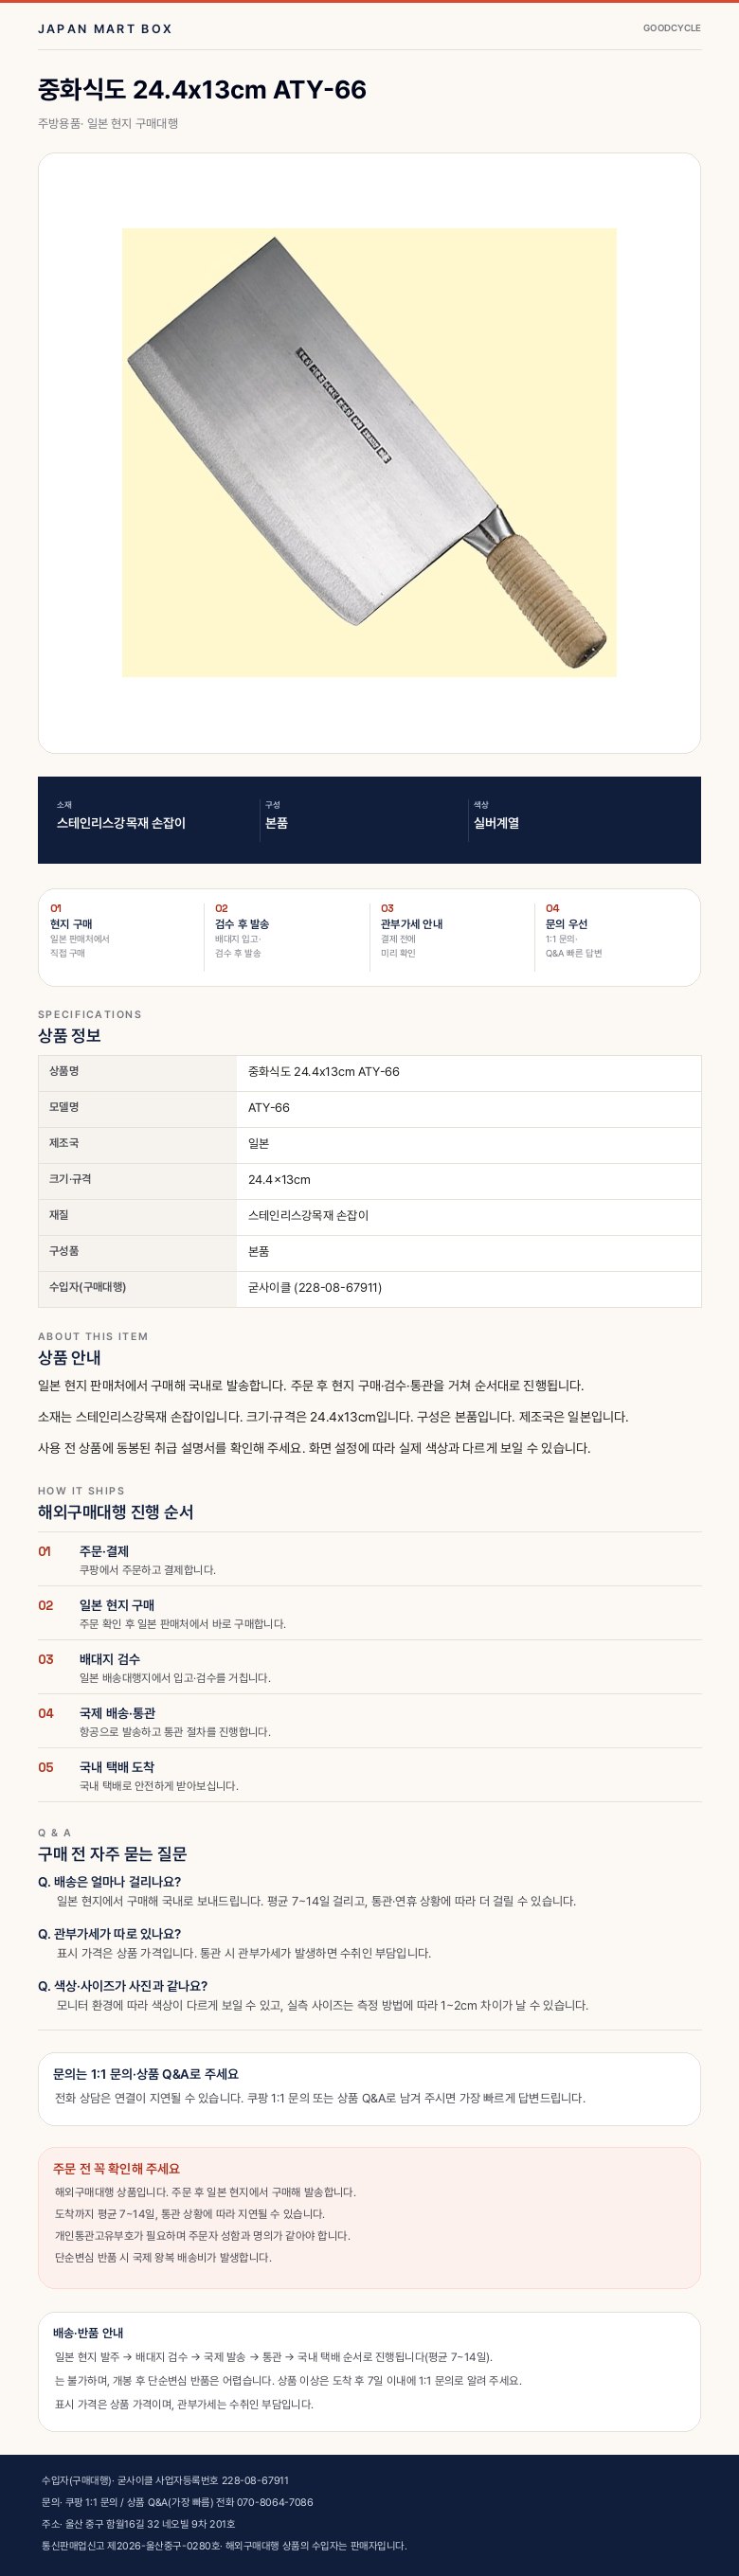 JAPAN MART BOX
GOODCYCLE
중화식도 24.4x13cm ATY-66
주방용품· 일본 현지 구매대행
소재
스테인리스강목재 손잡이
구성
본품
색상
실버계열
01
현지 구매
일본 판매처에서
직접 구매
02
검수 후 발송
배대지 입고·
검수 후 발송
03
관부가세 안내
결제 전에
미리 확인
04
문의 우선
1:1 문의·
Q&A 빠른 답변
SPECIFICATIONS
상품 정보
상품명 중화식도 24.4x13cm ATY-66
모델명 ATY-66
제조국 일본
크기·규격 24.4×13cm
재질 스테인리스강목재 손잡이
구성품 본품
수입자(구매대행) 굳사이클 (228-08-67911)
ABOUT THIS ITEM
상품 안내
일본 현지 판매처에서 구매해 국내로 발송합니다. 주문 후 현지 구매·검수·통관을 거쳐 순서대로 진행됩니다.
소재는 스테인리스강목재 손잡이입니다. 크기·규격은 24.4x13cm입니다. 구성은 본품입니다. 제조국은 일본입니다.
사용 전 상품에 동봉된 취급 설명서를 확인해 주세요. 화면 설정에 따라 실제 색상과 다르게 보일 수 있습니다.
HOW IT SHIPS
해외구매대행 진행 순서
01 주문·결제
쿠팡에서 주문하고 결제합니다.
02 일본 현지 구매
주문 확인 후 일본 판매처에서 바로 구매합니다.
03 배대지 검수
일본 배송대행지에서 입고·검수를 거칩니다.
04 국제 배송·통관
항공으로 발송하고 통관 절차를 진행합니다.
05 국내 택배 도착
국내 택배로 안전하게 받아보십니다.
Q & A
구매 전 자주 묻는 질문
Q. 배송은 얼마나 걸리나요?
일본 현지에서 구매해 국내로 보내드립니다. 평균 7~14일 걸리고, 통관·연휴 상황에 따라 더 걸릴 수 있습니다.
Q. 관부가세가 따로 있나요?
표시 가격은 상품 가격입니다. 통관 시 관부가세가 발생하면 수취인 부담입니다.
Q. 색상·사이즈가 사진과 같나요?
모니터 환경에 따라 색상이 다르게 보일 수 있고, 실측 사이즈는 측정 방법에 따라 1~2cm 차이가 날 수 있습니다.
문의는 1:1 문의·상품 Q&A로 주세요
전화 상담은 연결이 지연될 수 있습니다. 쿠팡 1:1 문의 또는 상품 Q&A로 남겨 주시면 가장 빠르게 답변드립니다.
주문 전 꼭 확인해 주세요
해외구매대행 상품입니다. 주문 후 일본 현지에서 구매해 발송합니다.
도착까지 평균 7~14일, 통관 상황에 따라 지연될 수 있습니다.
개인통관고유부호가 필요하며 주문자 성함과 명의가 같아야 합니다.
단순변심 반품 시 국제 왕복 배송비가 발생합니다.
배송·반품 안내
일본 현지 발주 → 배대지 검수 → 국제 발송 → 통관 → 국내 택배 순서로 진행됩니다(평균 7~14일).
는 불가하며, 개봉 후 단순변심 반품은 어렵습니다. 상품 이상은 도착 후 7일 이내에 1:1 문의로 알려 주세요.
표시 가격은 상품 가격이며, 관부가세는 수취인 부담입니다.
수입자(구매대행)· 굳사이클 사업자등록번호 228-08-67911
문의· 쿠팡 1:1 문의 / 상품 Q&A(가장 빠름) 전화 070-8064-7086
주소· 울산 중구 함월16길 32 네오빌 9차 201호
통신판매업신고 제2026-울산중구-0280호· 해외구매대행 상품의 수입자는 판매자입니다.